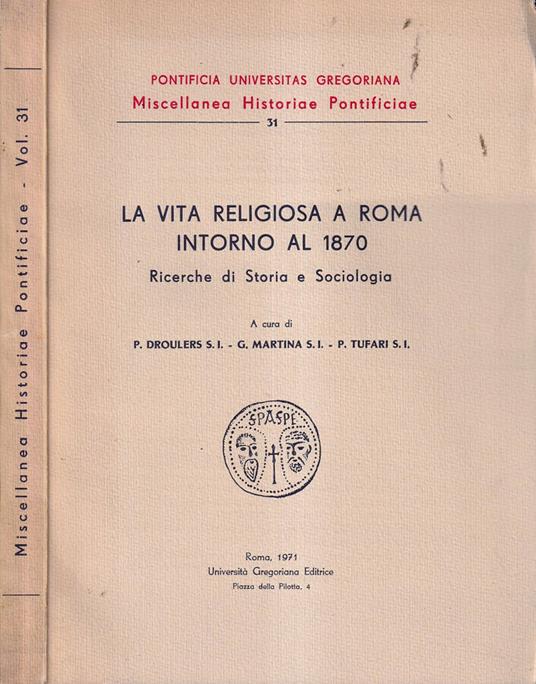 Miscellanea Historiae Pontificiae - Vol. 31
PONTIFICIA UNIVERSITAS GREGORIANA
Miscellanea Historiae Pontificiae
31
LA VITA RELIGIOSA A ROMA
INTORNO AL 1870
Ricerche di Storia e Sociologia
A cura di
P. DROULERS S. I. - G. MARTINA S. I. - P. TUFARI S. I.
SPASPE
Roma, 1971
Università Gregoriana Editrice
Piazza della Pilotta, 4